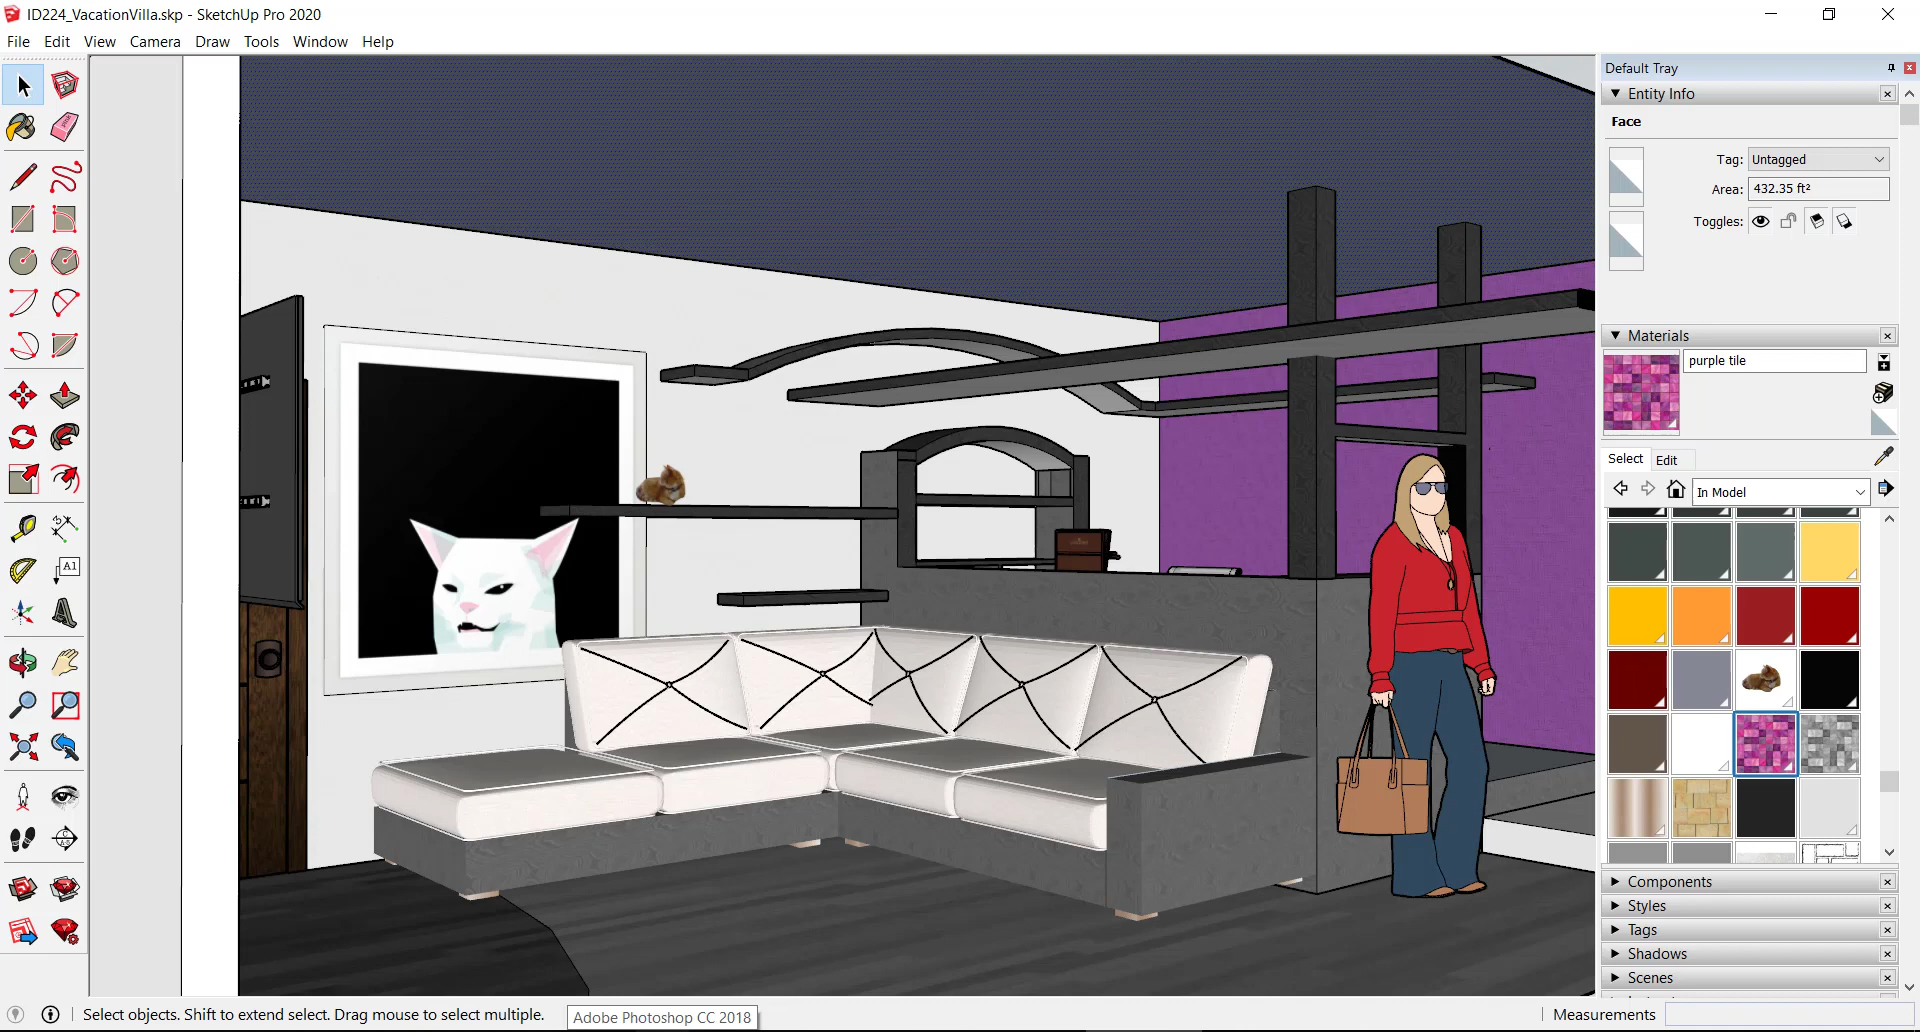 ID224_VacationVilla.skp - SketchUp Pro 2020
File Edit View Camera Draw Tools Window Help
Default Tray
Entity Info
Face
Tag: Untagged
Area: 432.35 ft²
Toggles:
Materials
purple tile
Select Edit
In Model
A1
Components
Styles
Tags
Shadows
Scenes
Select objects. Shift to extend select. Drag mouse to select multiple.
Adobe Photoshop CC 2018
Measurements